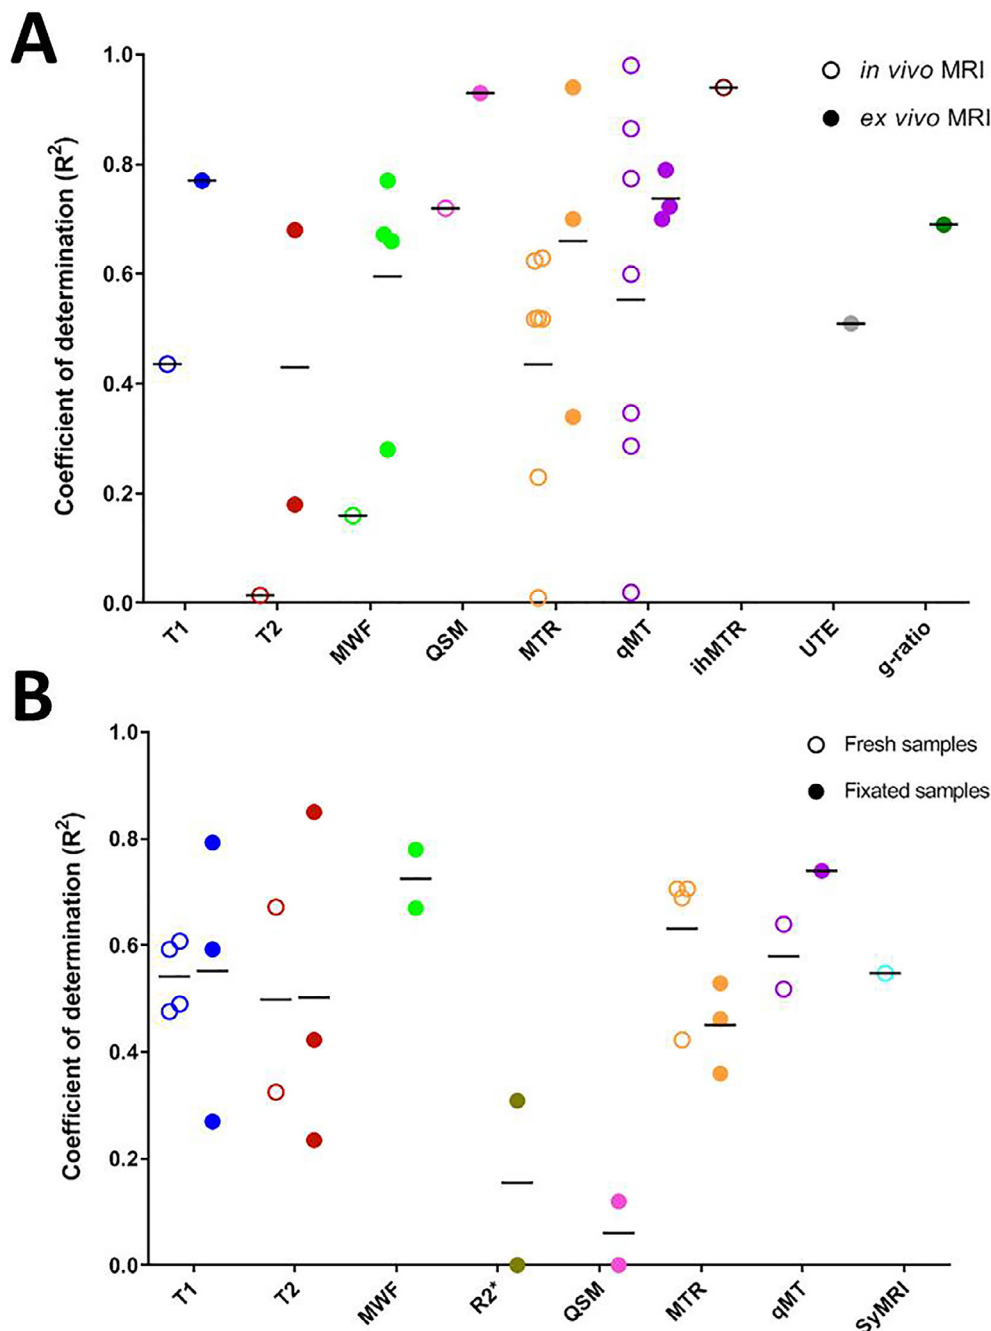 A
1.0
0.8
0.6
0.4
0.2
0.0
Coefficient of determination (R²)
in vivo MRI
ex vivo MRI
T1
T2
MWF
QSM
MTR
qMT
ihMTR
UTE
g-ratio
B
1.0
0.8
0.6
0.4
0.2
0.0
Coefficient of determination (R²)
Fresh samples
Fixated samples
T1
T2
MWF
R2*
QSM
MTR
qMT
SyMRI